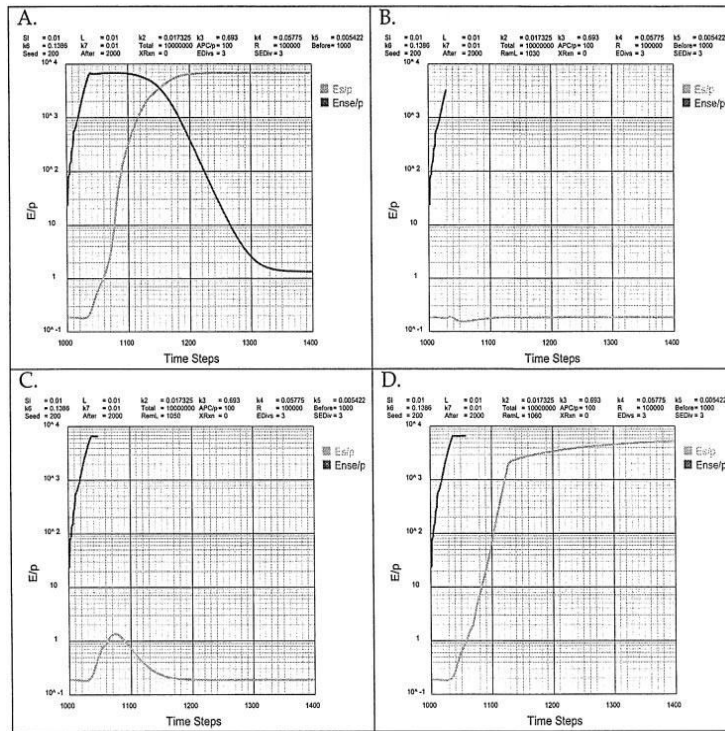 A.
SI = 0.01 L = 0.01 k2 = 0.017325 k3 = 0.693 k4 = 0.05775 k5 = 0.005422
k6 = 0.1386 k7 = 0.01 Total = 10000000 APC/p = 100 R = 100000 Before= 1000
Seed = 200 After = 2000 XRxn = 0 EDivs = 3 SEDiv = 3
10^ 4
10^ 3
10^ 2
10
1
10^ -1
E/p
Es/p
Ense/p
1000 1100 1200 1300 1400
Time Steps
B.
SI = 0.01 L = 0.01 k2 = 0.017325 k3 = 0.693 k4 = 0.05775 k5 = 0.005422
k6 = 0.1386 k7 = 0.01 Total = 10000000 APC/p = 100 R = 100000 Before= 1000
Seed = 200 After = 2000 RemL = 1030 XRxn = 0 EDivs = 3 SEDiv = 3
10^ 4
10^ 3
10^ 2
10
1
10^ -1
E/p
Es/p
Ense/p
1000 1100 1200 1300 1400
Time Steps
C.
SI = 0.01 L = 0.01 k2 = 0.017325 k3 = 0.693 k4 = 0.05775 k5 = 0.005422
k6 = 0.1386 k7 = 0.01 Total = 10000000 APC/p = 100 R = 100000 Before= 1000
Seed = 200 After = 2000 RemL = 1050 XRxn = 0 EDivs = 3 SEDiv = 3
10^ 4
10^ 3
10^ 2
10
1
10^ -1
E/p
Es/p
Ense/p
1000 1100 1200 1300 1400
Time Steps
D.
SI = 0.01 L = 0.01 k2 = 0.017325 k3 = 0.693 k4 = 0.05775 k5 = 0.005422
k6 = 0.1386 k7 = 0.01 Total = 10000000 APC/p = 100 R = 100000 Before= 1000
Seed = 200 After = 2000 RemL = 1060 XRxn = 0 EDivs = 3 SEDiv = 3
10^ 4
10^ 3
10^ 2
10
1
10^ -1
E/p
Es/p
Ense/p
1000 1100 1200 1300 1400
Time Steps